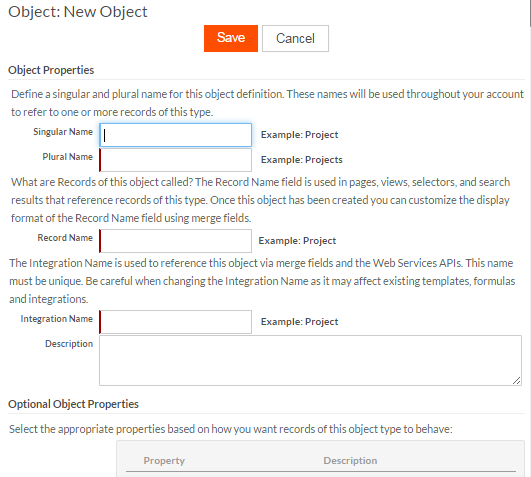 Object: New Object
Save
Cancel
Object Properties
Define a singular and plural name for this object definition. These names will be used throughout your account
to refer to one or more records of this type.
Singular Name
Example: Project
Plural Name
Example: Projects
What are Records of this object called? The Record Name field is used in pages, views, selectors, and search
results that reference records of this type. Once this object has been created you can customize the display
format of the Record Name field using merge fields.
Record Name
Example: Project
The Integration Name is used to reference this object via merge fields and the Web Services APIs. This name
must be unique. Be careful when changing the Integration Name as it may affect existing templates, formulas
and integrations.
Integration Name
Example: Project
Description
Optional Object Properties
Select the appropriate properties based on how you want records of this object type to behave:
Property
Description